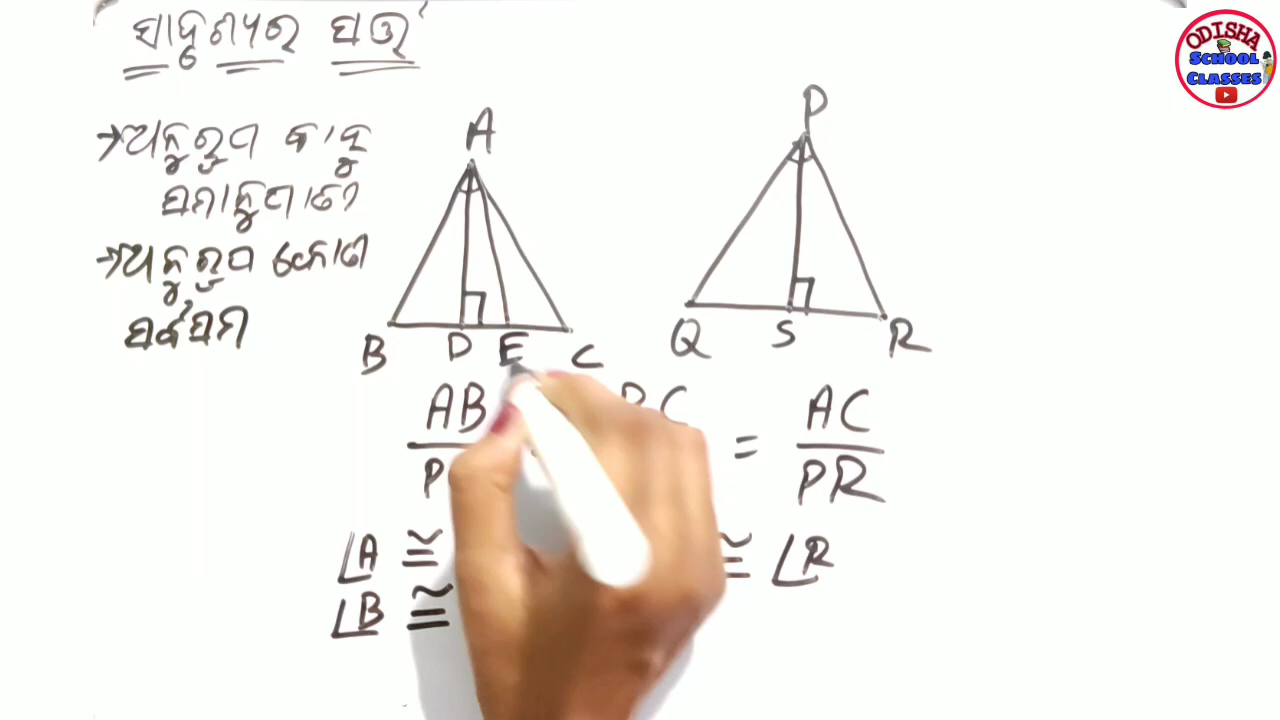 ସାଦୃଶ୍ୟର ସର୍ତ୍ତ
→ ଅନୁରୂପ ବାହୁ
ସମାନୁପାତୀ
→ ଅନୁରୂପ କୋଣ
ସର୍ବସମ
A
B D E C
P
Q S R
AB
P
= AC
PR
∠A ≅
≅ ∠R
∠B ≅
ODISHA
SCHOOL
CLASSES